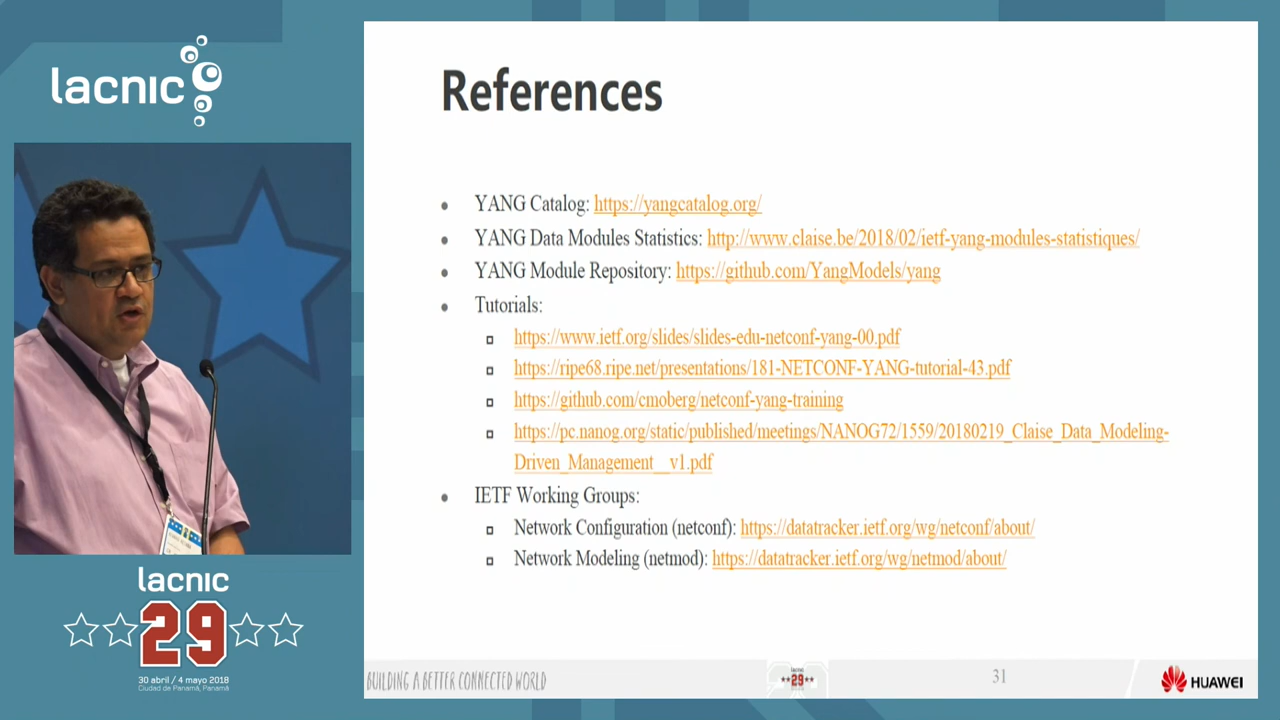 lacnic
References
YANG Catalog: https://yangcatalog.org/
YANG Data Modules Statistics: http://www.claise.be/2018/02/ietf-yang-modules-statistiques/
YANG Module Repository: https://github.com/YangModels/yang
Tutorials:
https://www.ietf.org/slides/slides-edu-netconf-yang-00.pdf
https://ripe68.ripe.net/presentations/181-NETCONF-YANG-tutorial-43.pdf
https://github.com/cmoberg/netconf-yang-training
https://pc.nanog.org/static/published/meetings/NANOG72/1559/20180219_Claise_Data_Modeling-
Driven_Management__v1.pdf
IETF Working Groups:
Network Configuration (netconf): https://datatracker.ietf.org/wg/netconf/about/
Network Modeling (netmod): https://datatracker.ietf.org/wg/netmod/about/
BUILDING A BETTER CONNECTED WORLD
lacnic
29
31
HUAWEI
lacnic
29
30 abril / 4 mayo 2018
Ciudad de Panamá, Panamá